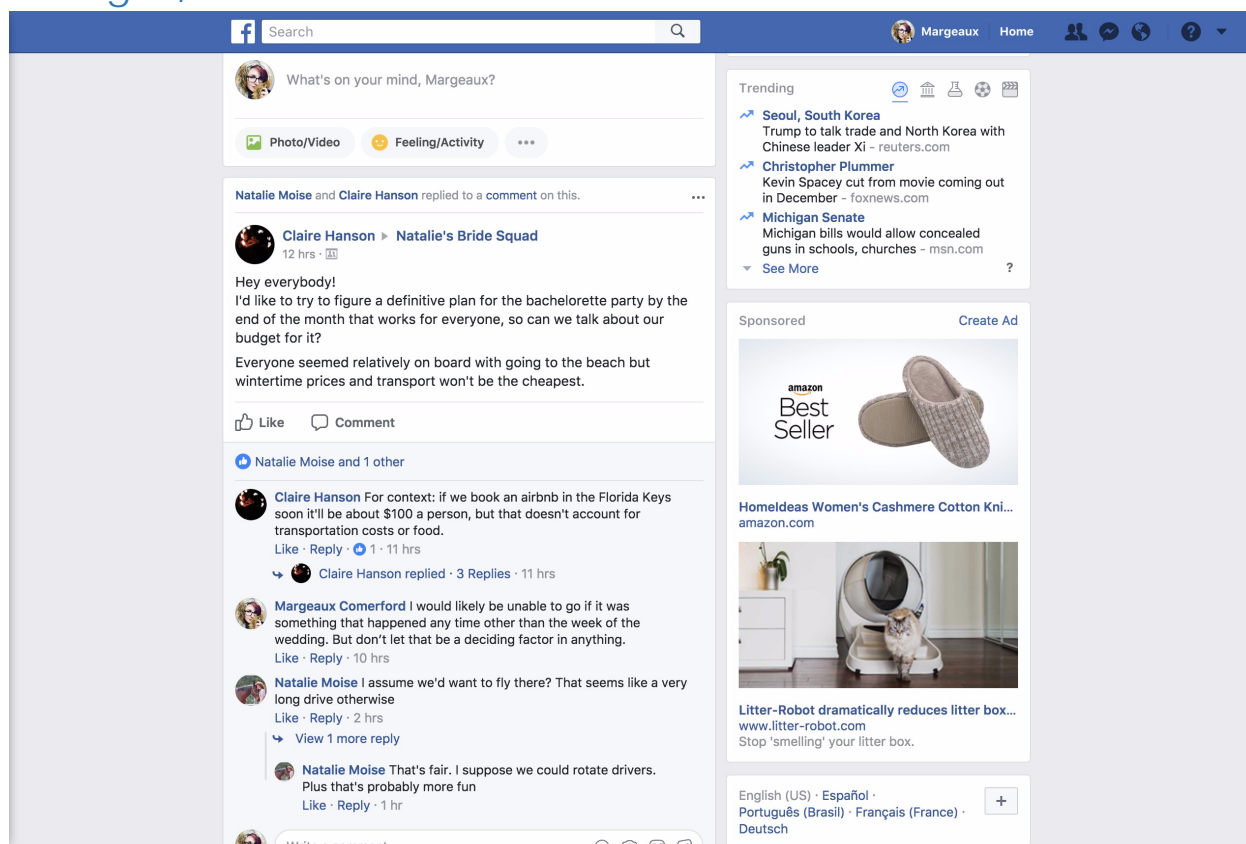 Search
Margeaux
Home
What's on your mind, Margeaux?
Photo/Video
Feeling/Activity
Natalie Moise and Claire Hanson replied to a comment on this.
Claire Hanson ▸ Natalie's Bride Squad
12 hrs ·
Hey everybody!
I'd like to try to figure a definitive plan for the bachelorette party by the
end of the month that works for everyone, so can we talk about our
budget for it?
Everyone seemed relatively on board with going to the beach but
wintertime prices and transport won't be the cheapest.
Like
Comment
Natalie Moise and 1 other
Claire Hanson For context: if we book an airbnb in the Florida Keys
soon it'll be about $100 a person, but that doesn't account for
transportation costs or food.
Like · Reply · 1 · 11 hrs
Claire Hanson replied · 3 Replies · 11 hrs
Margeaux Comerford I would likely be unable to go if it was
something that happened any time other than the week of the
wedding. But don't let that be a deciding factor in anything.
Like · Reply · 10 hrs
Natalie Moise I assume we'd want to fly there? That seems like a very
long drive otherwise
Like · Reply · 2 hrs
View 1 more reply
Natalie Moise That's fair. I suppose we could rotate drivers.
Plus that's probably more fun
Like · Reply · 1 hr
Trending
Seoul, South Korea
Trump to talk trade and North Korea with
Chinese leader Xi - reuters.com
Christopher Plummer
Kevin Spacey cut from movie coming out
in December - foxnews.com
Michigan Senate
Michigan bills would allow concealed
guns in schools, churches - msn.com
See More
?
Sponsored
Create Ad
amazon
Best
Seller
HomeIdeas Women's Cashmere Cotton Kni...
amazon.com
Litter-Robot dramatically reduces litter box...
www.litter-robot.com
Stop 'smelling' your litter box.
English (US) · Español ·
Português (Brasil) · Français (France) ·
Deutsch
+